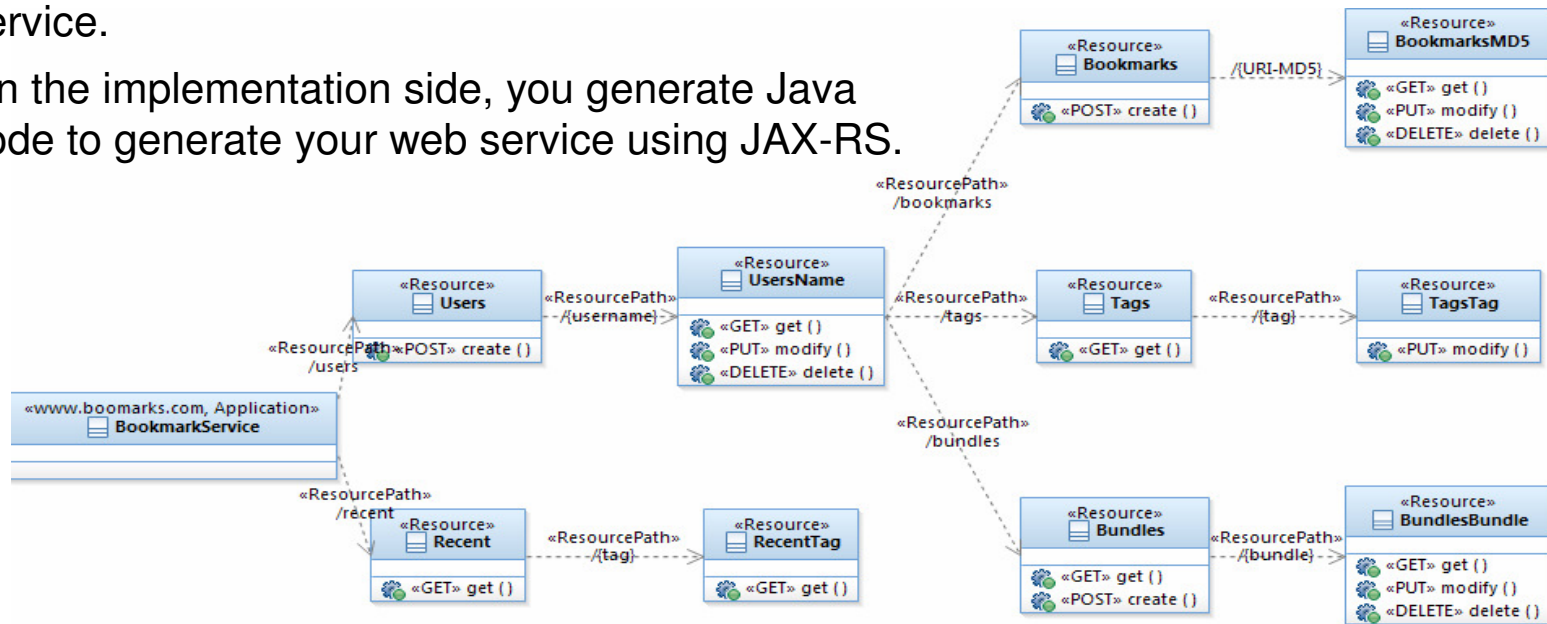 ervice.
n the implementation side, you generate Java
ode to generate your web service using JAX-RS.
«Resource»
Bookmarks
«POST» create ( )
/{URI-MD5}
«Resource»
BookmarksMD5
«GET» get ( )
«PUT» modify ( )
«DELETE» delete ( )
«ResourcePath»
/bookmarks
«Resource»
Users
«POST» create ( )
«ResourcePath»
/{username}
«Resource»
UsersName
«GET» get ( )
«PUT» modify ( )
«DELETE» delete ( )
«ResourcePath»
/tags
«Resource»
Tags
«GET» get ( )
«ResourcePath»
/{tag}
«Resource»
TagsTag
«PUT» modify ( )
«ResourcePath»
/users
«www.boomarks.com, Application»
BookmarkService
«ResourcePath»
/bundles
«ResourcePath»
/recent
«Resource»
Recent
«GET» get ( )
«ResourcePath»
/{tag}
«Resource»
RecentTag
«GET» get ( )
«Resource»
Bundles
«GET» get ( )
«POST» create ( )
«ResourcePath»
/{bundle}
«Resource»
BundlesBundle
«GET» get ( )
«PUT» modify ( )
«DELETE» delete ( )